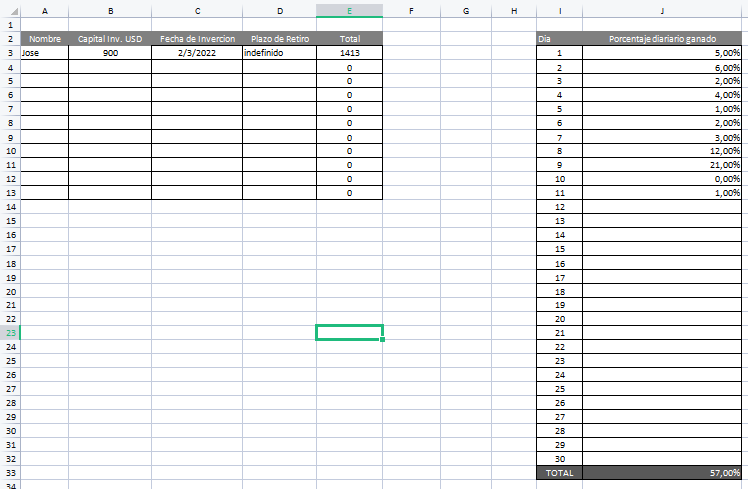 A B C D E F G H I J
1
2 Nombre Capital Inv. USD Fecha de Invercion Plazo de Retiro Total Dia Porcentaje diariario ganado
3 Jose 900 2/3/2022 indefinido 1413 1 5,00%
4 0 2 6,00%
5 0 3 2,00%
6 0 4 4,00%
7 0 5 1,00%
8 0 6 2,00%
9 0 7 3,00%
10 0 8 12,00%
11 0 9 21,00%
12 0 10 0,00%
13 0 11 1,00%
14 12
15 13
16 14
17 15
18 16
19 17
20 18
21 19
22 20
23 21
24 22
25 23
26 24
27 25
28 26
29 27
30 28
31 29
32 30
33 TOTAL 57,00%
34